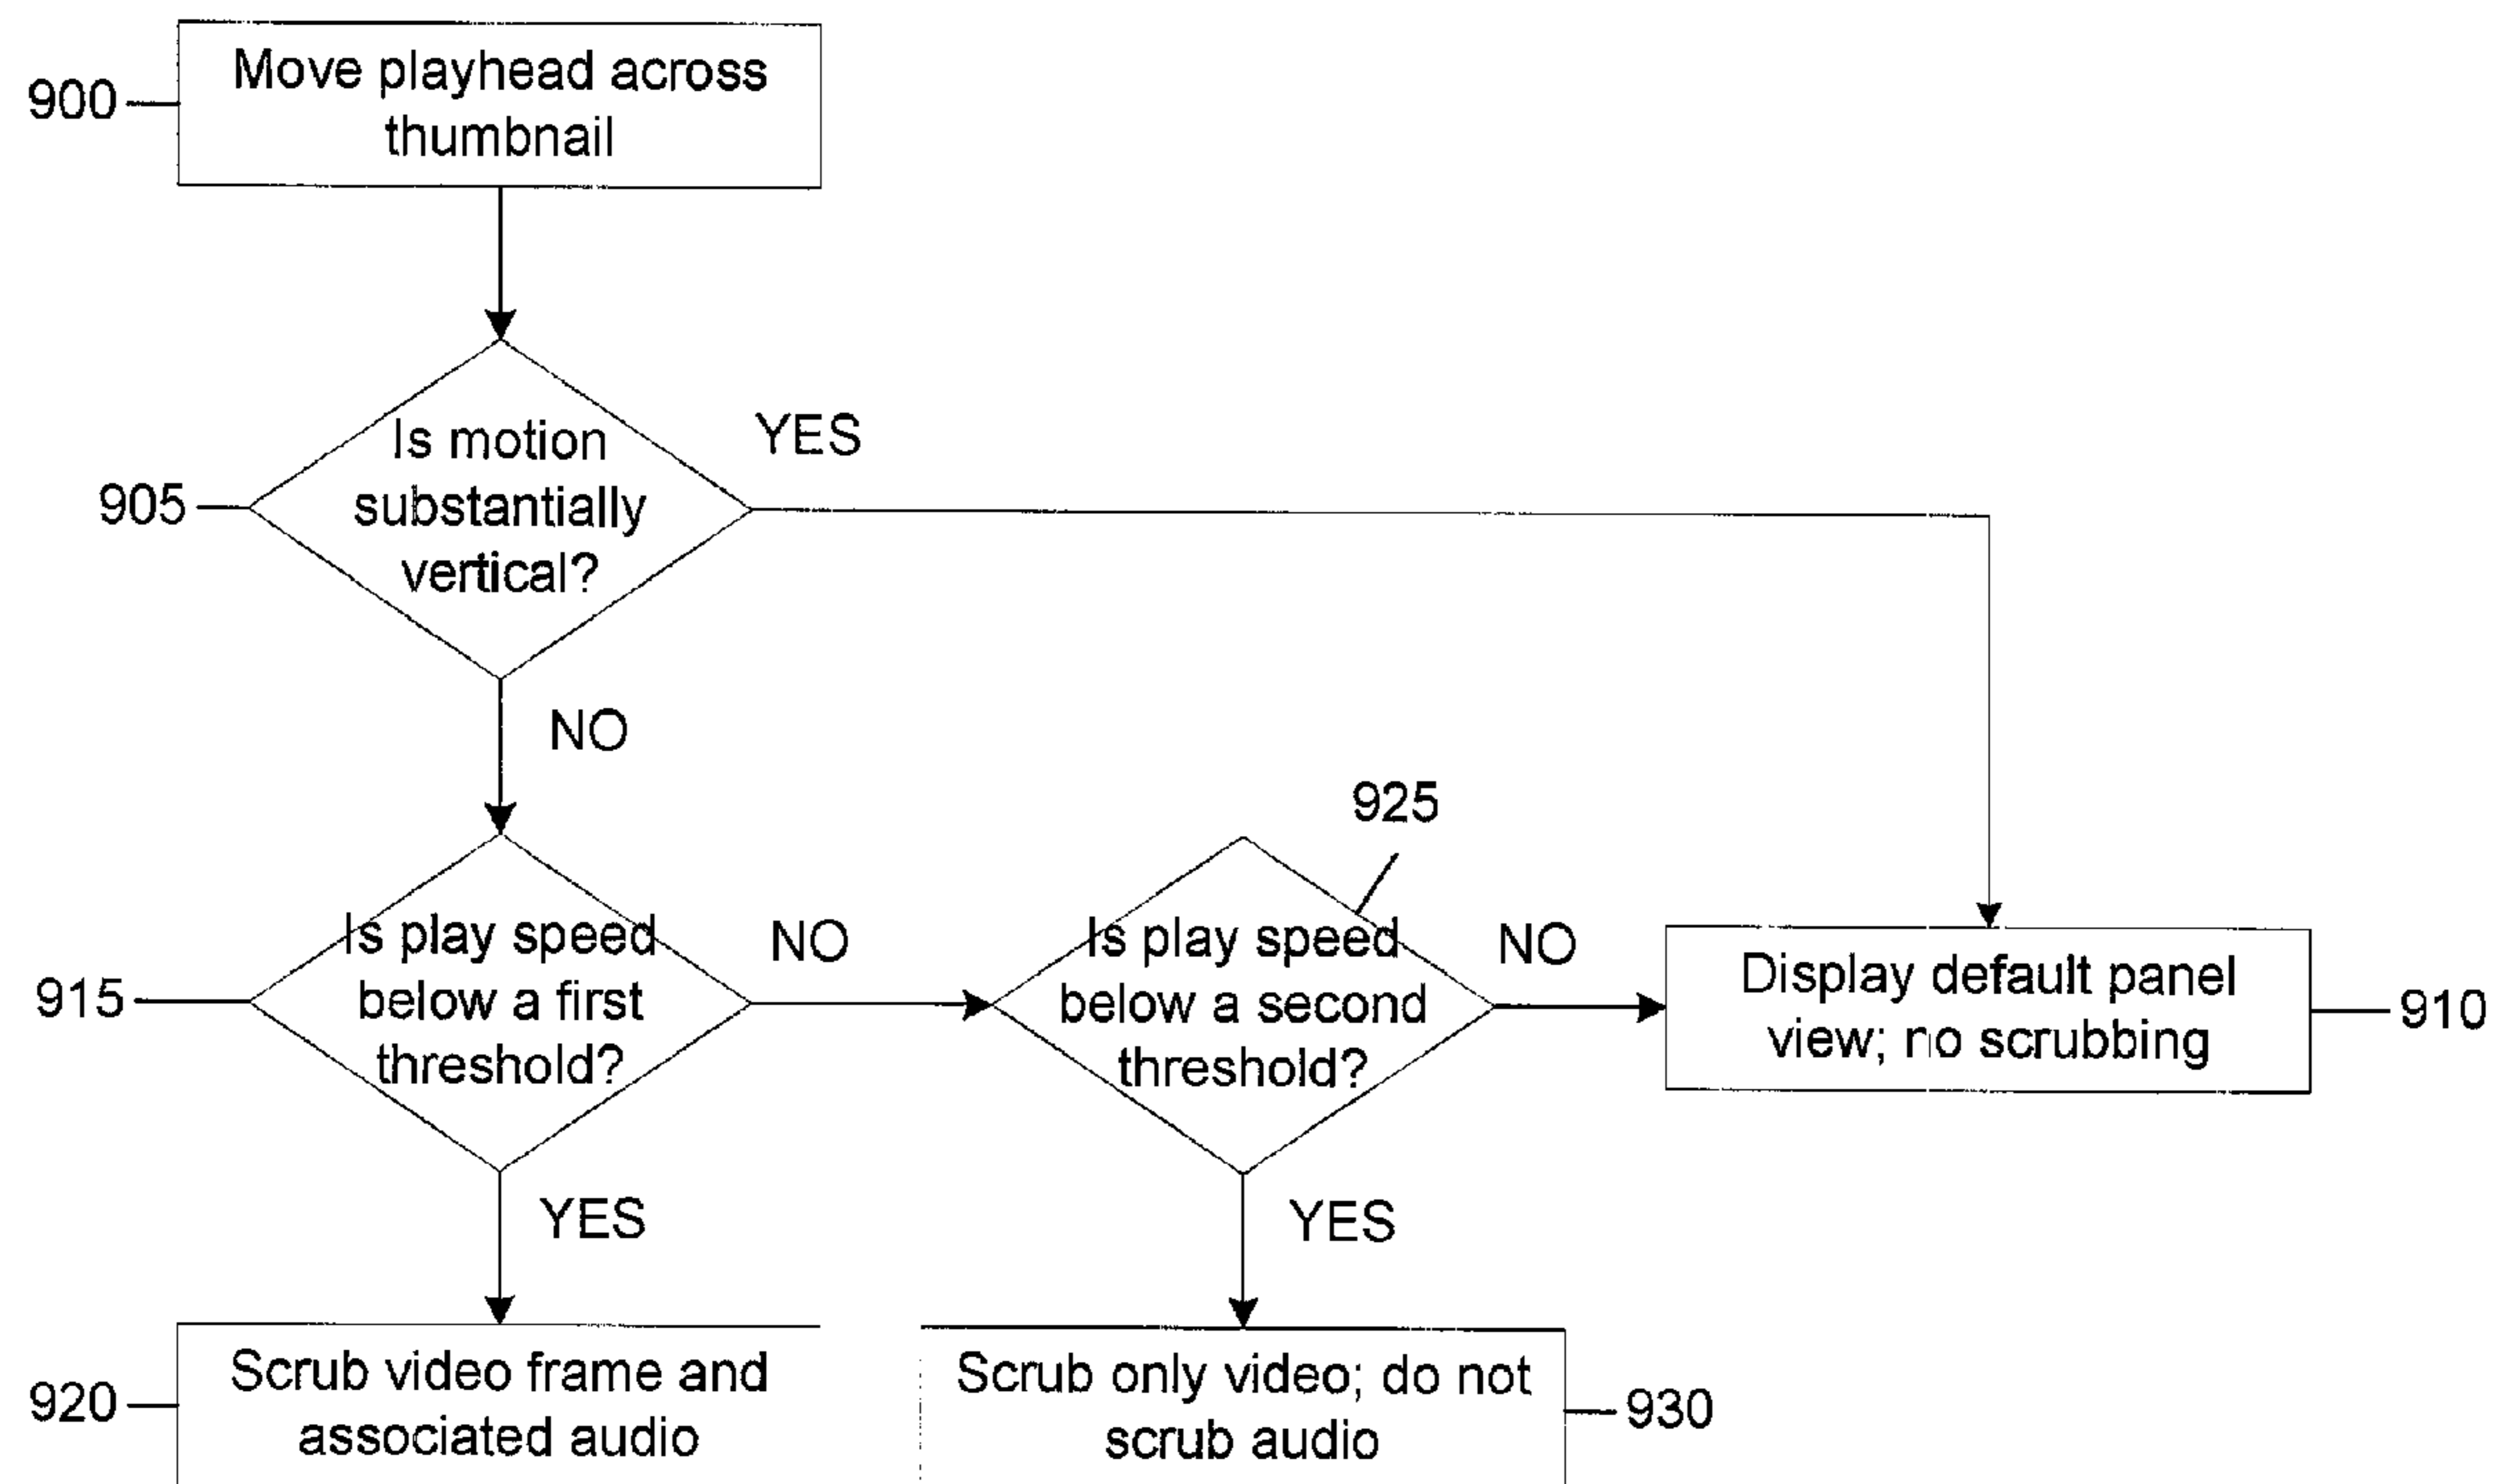 900
Move playhead across
thumbnail
905
Is motion
substantially
vertical?
YES
NO
915
Is play speed
below a first
threshold?
NO
925
Is play speed
below a second
threshold?
NO
Display default panel
view; no scrubbing
910
YES
YES
920
Scrub video frame and
associated audio
Scrub only video; do not
scrub audio
930